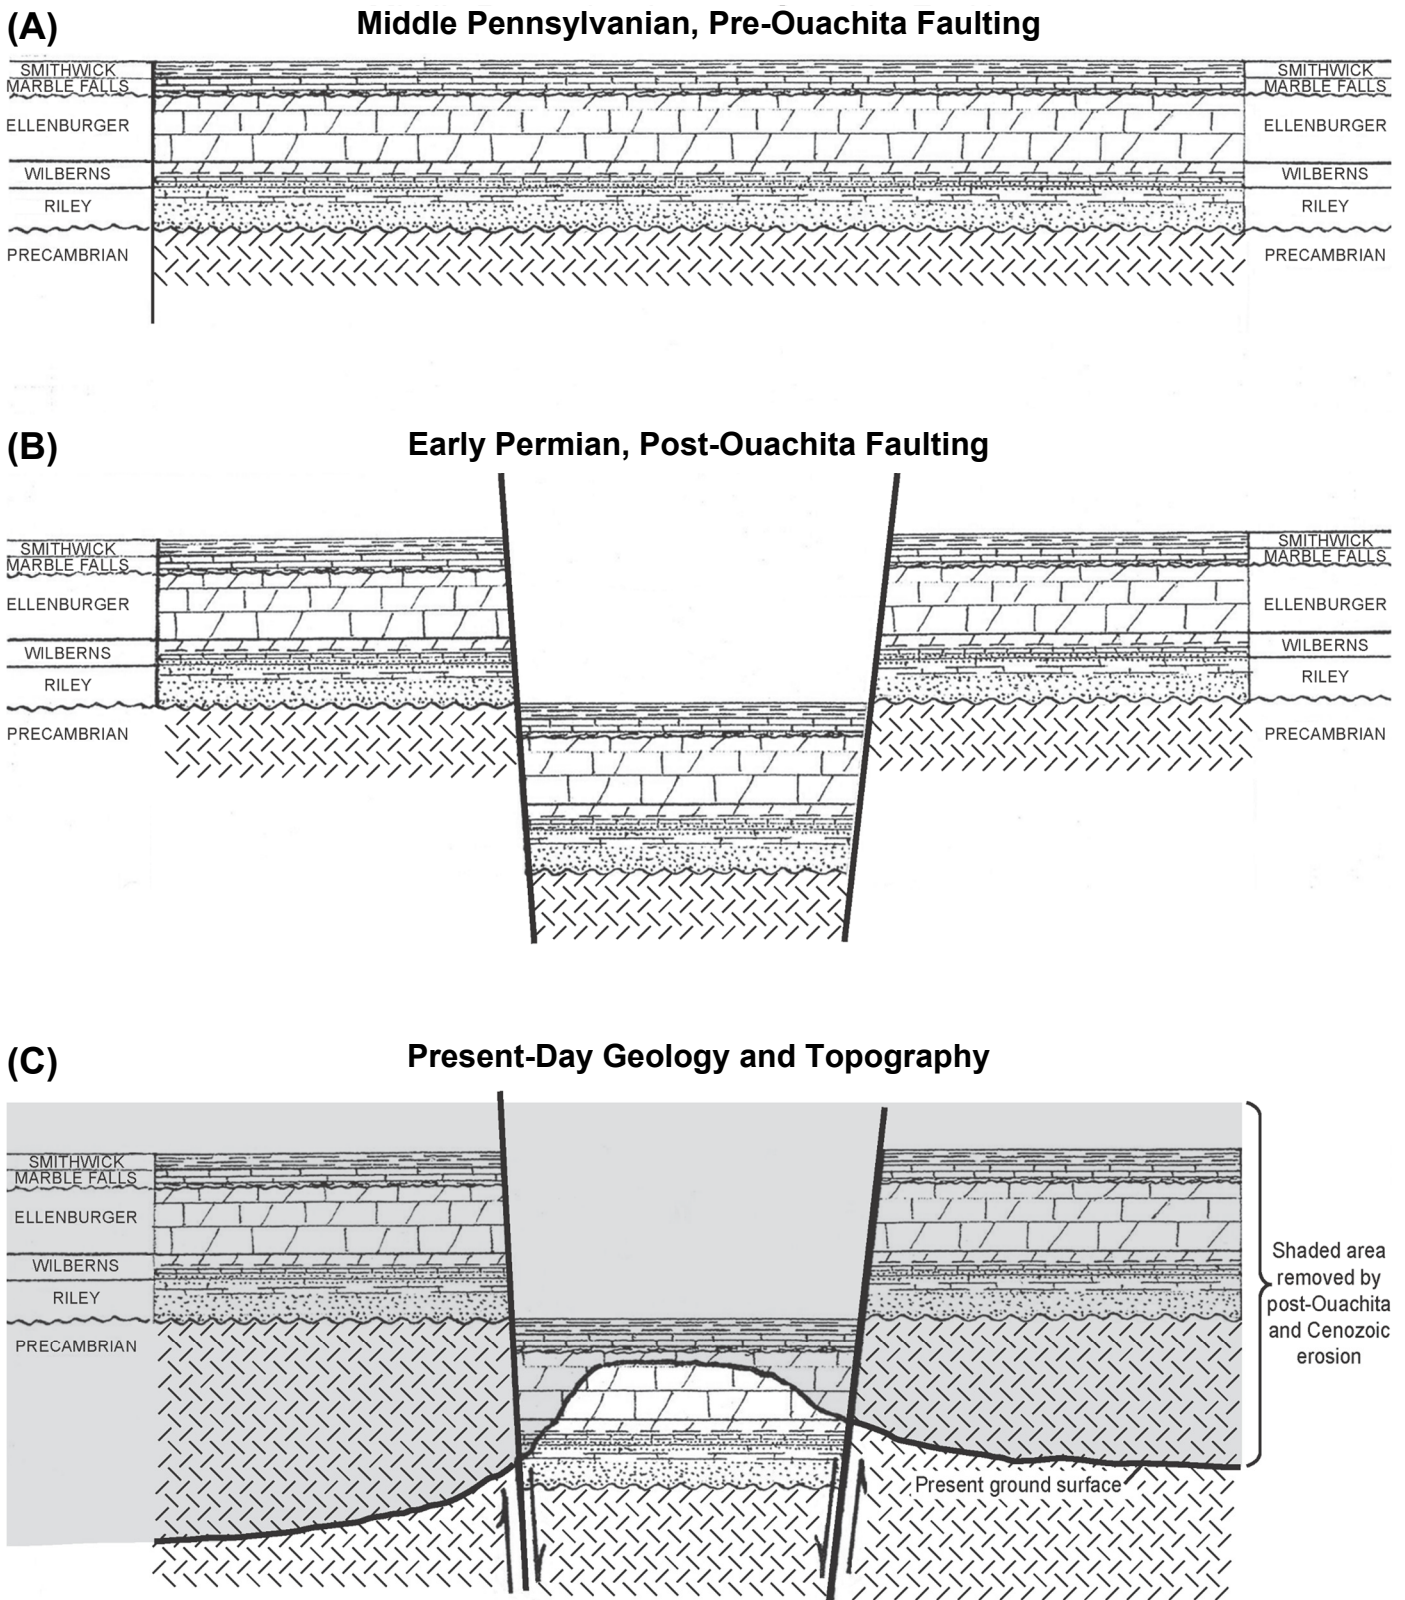 (A)
Middle Pennsylvanian, Pre-Ouachita Faulting
SMITHWICK
MARBLE FALLS
ELLENBURGER
WILBERNS
RILEY
PRECAMBRIAN
SMITHWICK
MARBLE FALLS
ELLENBURGER
WILBERNS
RILEY
PRECAMBRIAN
(B)
Early Permian, Post-Ouachita Faulting
SMITHWICK
MARBLE FALLS
ELLENBURGER
WILBERNS
RILEY
PRECAMBRIAN
SMITHWICK
MARBLE FALLS
ELLENBURGER
WILBERNS
RILEY
PRECAMBRIAN
(C)
Present-Day Geology and Topography
SMITHWICK
MARBLE FALLS
ELLENBURGER
WILBERNS
RILEY
PRECAMBRIAN
Shaded area
removed by
post-Ouachita
and Cenozoic
erosion
Present ground surface